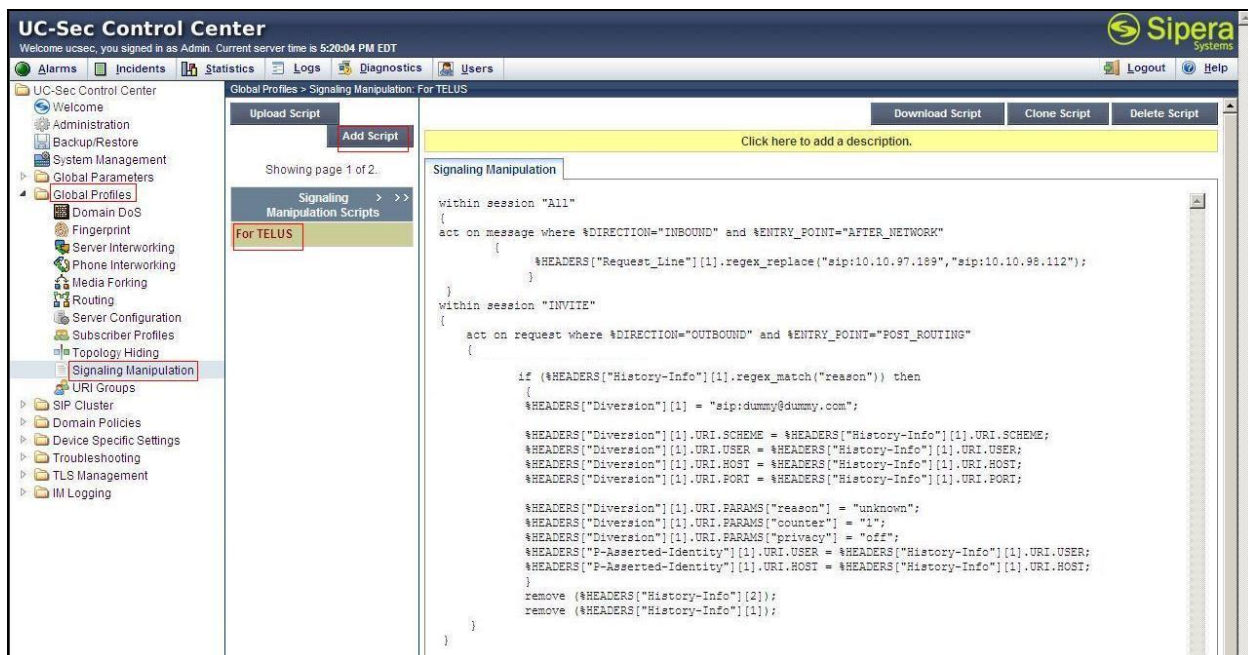 UC-Sec Control Center
Welcome ucsec, you signed in as Admin. Current server time is 5:20:04 PM EDT
Sipera
Systems
Alarms Incidents Statistics Logs Diagnostics Users Logout Help
UC-Sec Control Center
Welcome
Administration
Backup/Restore
System Management
Global Parameters
Global Profiles
Domain DoS
Fingerprint
Server Interworking
Phone Interworking
Media Forking
Routing
Server Configuration
Subscriber Profiles
Topology Hiding
Signaling Manipulation
URI Groups
SIP Cluster
Domain Policies
Device Specific Settings
Troubleshooting
TLS Management
IM Logging
Global Profiles > Signaling Manipulation: For TELUS
Upload Script
Add Script
Showing page 1 of 2.
Signaling > >>
Manipulation Scripts
For TELUS
Download Script Clone Script Delete Script
Click here to add a description.
Signaling Manipulation
within session "All"
{
act on message where %DIRECTION="INBOUND" and %ENTRY_POINT="AFTER_NETWORK"
{
%HEADERS["Request_Line"][1].regex_replace("sip:10.10.97.189","sip:10.10.98.112");
}
}
within session "INVITE"
{
act on request where %DIRECTION="OUTBOUND" and %ENTRY_POINT="POST_ROUTING"
{
if (%HEADERS["History-Info"][1].regex_match("reason")) then
{
%HEADERS["Diversion"][1] = "sip:dummy@dummy.com";
%HEADERS["Diversion"][1].URI.SCHEME = %HEADERS["History-Info"][1].URI.SCHEME;
%HEADERS["Diversion"][1].URI.USER = %HEADERS["History-Info"][1].URI.USER;
%HEADERS["Diversion"][1].URI.HOST = %HEADERS["History-Info"][1].URI.HOST;
%HEADERS["Diversion"][1].URI.PORT = %HEADERS["History-Info"][1].URI.PORT;
%HEADERS["Diversion"][1].URI.PARAMS["reason"] = "unknown";
%HEADERS["Diversion"][1].URI.PARAMS["counter"] = "1";
%HEADERS["Diversion"][1].URI.PARAMS["privacy"] = "off";
%HEADERS["P-Asserted-Identity"][1].URI.USER = %HEADERS["History-Info"][1].URI.USER;
%HEADERS["P-Asserted-Identity"][1].URI.HOST = %HEADERS["History-Info"][1].URI.HOST;
}
remove (%HEADERS["History-Info"][2]);
remove (%HEADERS["History-Info"][1]);
}
}